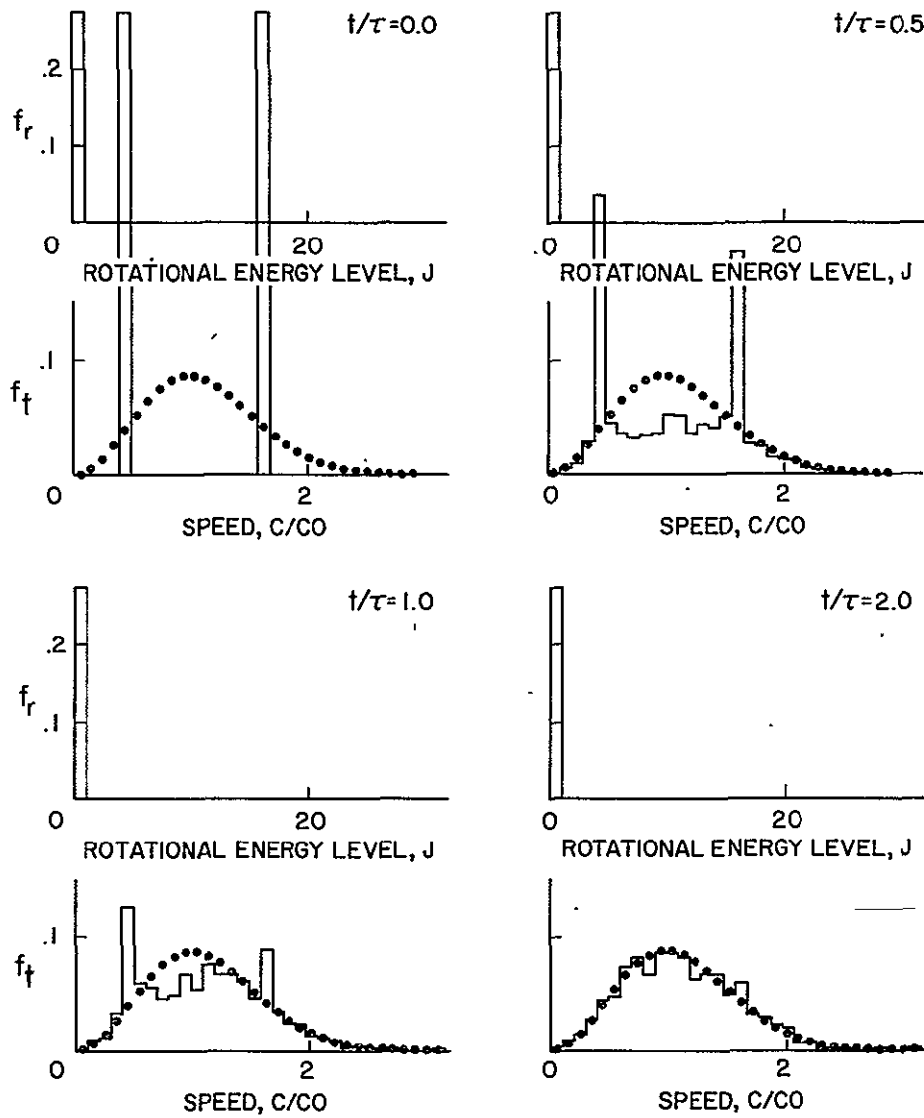 t/τ=0.0
.2
f_r
.1
0
20
ROTATIONAL ENERGY LEVEL, J
.1
f_t
0
2
SPEED, C/CO
t/τ=0.5
0
20
ROTATIONAL ENERGY LEVEL, J
0
2
SPEED, C/CO
t/τ=1.0
.2
f_r
.1
0
20
ROTATIONAL ENERGY LEVEL, J
.1
f_t
0
2
SPEED, C/CO
t/τ=2.0
0
20
ROTATIONAL ENERGY LEVEL, J
0
2
SPEED, C/CO